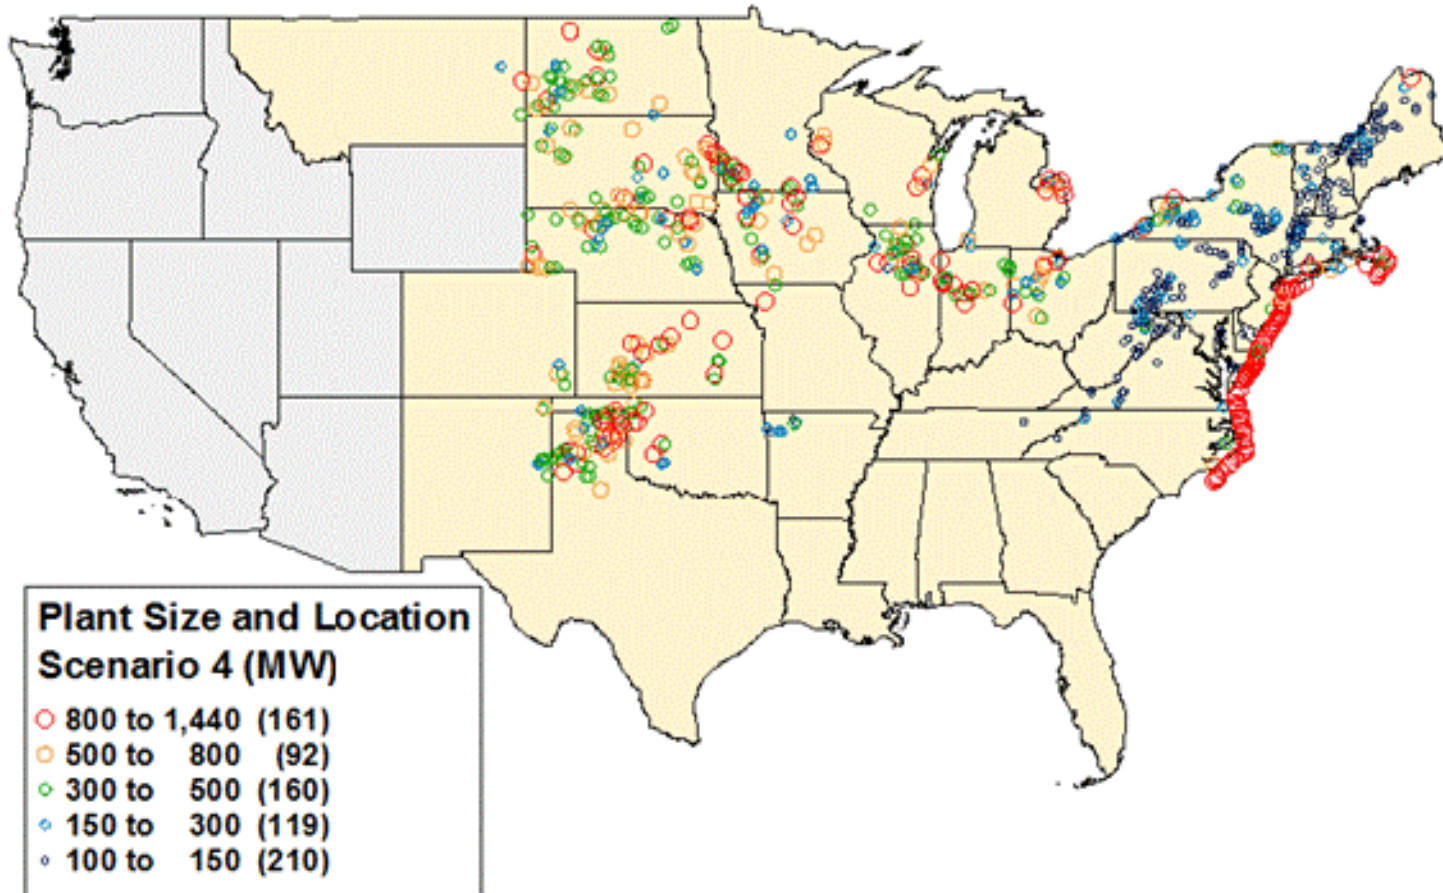 Plant Size and Location
Scenario 4 (MW)
800 to 1,440 (161)
500 to 800 (92)
300 to 500 (160)
150 to 300 (119)
100 to 150 (210)